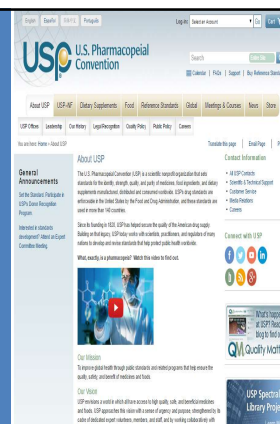 English Español Português
Log-in: Select an Account Go Cart
USP U.S. Pharmacopeial Convention
Search
Calendar | FAQs | Support | Buy Reference Standa
About USP USP-NF Dietary Supplements Food Reference Standards Global Meetings & Courses News Store
USP Offices Leadership Our History Legal Recognition Quality Policy Public Policy Careers
You are here: Home > About USP
Translate this page | Email Page | P
General Announcements
Set the Standard: Participate in
USP's Donor Recognition
Program.
Interested in standards
development? Attend an Expert
Committee Meeting.
About USP
The U.S. Pharmacopeial Convention (USP) is a scientific nonprofit organization that sets
standards for the identity, strength, quality, and purity of medicines, food ingredients, and dietary
supplements manufactured, distributed and consumed worldwide. USP's drug standards are
enforceable in the United States by the Food and Drug Administration, and these standards are
used in more than 140 countries.
Since its founding in 1820, USP has helped secure the quality of the American drug supply.
Building on that legacy, USP today works with scientists, practitioners, and regulators of many
nations to develop and revise standards that help protect public health worldwide.
What, exactly, is a pharmacopeia? Watch this video to find out.
Our Mission
To improve global health through public standards and related programs that help ensure the
quality, safety, and benefit of medicines and foods.
Our Vision
USP envisions a world in which all have access to high quality, safe, and beneficial medicines
and foods. USP approaches this vision with a sense of urgency and purpose, strengthened by its
cadre of dedicated expert volunteers, members, and staff, and by working collaboratively
Contact Information
All USP Contacts
Scientific & Technical Support
Customer Service
Media Relations
Careers
Connect with USP
What's happe
at USP? Read
blog to find o
QM Quality Matt
USP Spectral
Library Proje